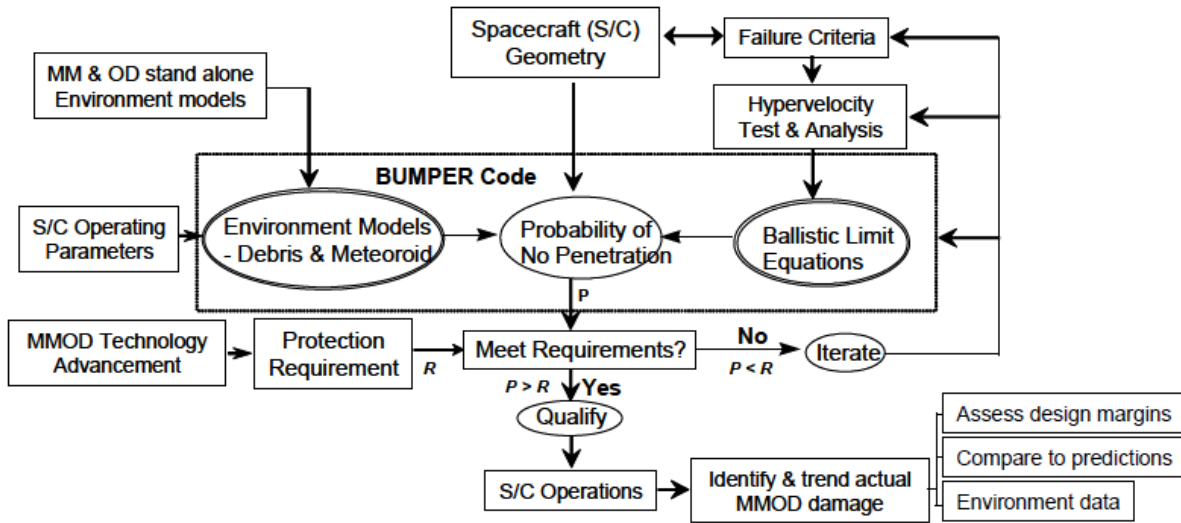 Spacecraft (S/C)
Geometry
Failure Criteria
MM & OD stand alone
Environment models
Hypervelocity
Test & Analysis
BUMPER Code
S/C Operating
Parameters
Environment Models
- Debris & Meteoroid
Probability of
No Penetration
Ballistic Limit
Equations
P
MMOD Technology
Advancement
Protection
Requirement
R
Meet Requirements?
No
P < R
Iterate
P > R
Yes
Qualify
S/C Operations
Identify & trend actual
MMOD damage
Assess design margins
Compare to predictions
Environment data